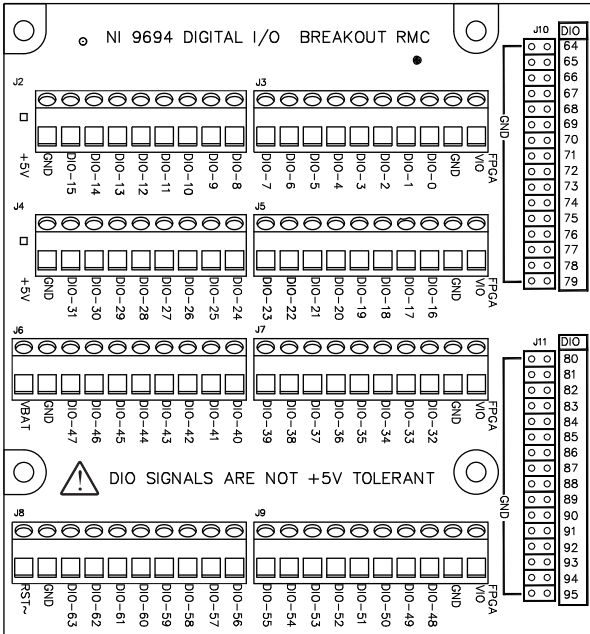 NI 9694 DIGITAL I/O BREAKOUT RMC
J2
+5V
GND
DIO-15
DIO-14
DIO-13
DIO-12
DIO-11
DIO-10
DIO-9
DIO-8
J3
DIO-7
DIO-6
DIO-5
DIO-4
DIO-3
DIO-2
DIO-1
DIO-0
GND
FPGA
VIO
J4
+5V
GND
DIO-31
DIO-30
DIO-29
DIO-28
DIO-27
DIO-26
DIO-25
DIO-24
J5
DIO-23
DIO-22
DIO-21
DIO-20
DIO-19
DIO-18
DIO-17
DIO-16
GND
FPGA
VIO
J6
VBAT
GND
DIO-47
DIO-46
DIO-45
DIO-44
DIO-43
DIO-42
DIO-41
DIO-40
J7
DIO-39
DIO-38
DIO-37
DIO-36
DIO-35
DIO-34
DIO-33
DIO-32
GND
FPGA
VIO
! DIO SIGNALS ARE NOT +5V TOLERANT
J8
RST~
GND
DIO-63
DIO-62
DIO-61
DIO-60
DIO-59
DIO-58
DIO-57
DIO-56
J9
DIO-55
DIO-54
DIO-53
DIO-52
DIO-51
DIO-50
DIO-49
DIO-48
GND
FPGA
VIO
J10
DIO
GND
64
65
66
67
68
69
70
71
72
73
74
75
76
77
78
79
J11
DIO
GND
80
81
82
83
84
85
86
87
88
89
90
91
92
93
94
95